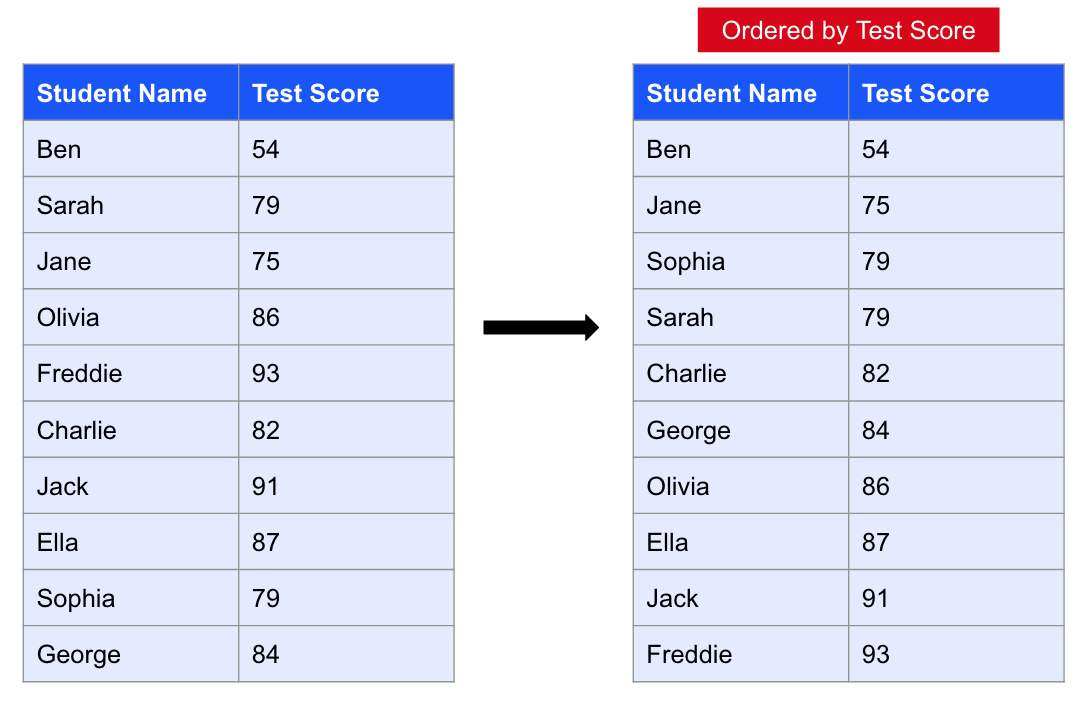 Ordered by Test Score
Student Name Test Score
Ben 54
Sarah 79
Jane 75
Olivia 86
Freddie 93
Charlie 82
Jack 91
Ella 87
Sophia 79
George 84
Student Name Test Score
Ben 54
Jane 75
Sophia 79
Sarah 79
Charlie 82
George 84
Olivia 86
Ella 87
Jack 91
Freddie 93